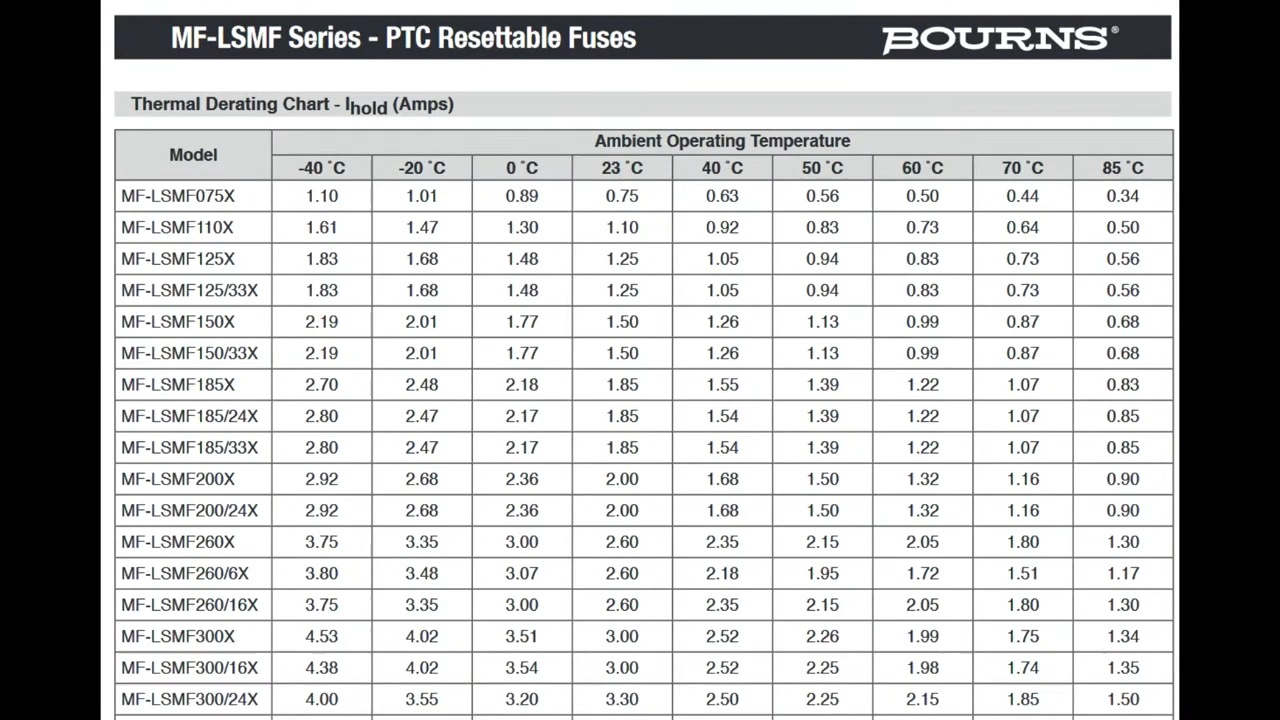 MF-LSMF Series - PTC Resettable Fuses BOURNS®
Thermal Derating Chart - Ihold (Amps)
Model Ambient Operating Temperature
-40 ˚C -20 ˚C 0 ˚C 23 ˚C 40 ˚C 50 ˚C 60 ˚C 70 ˚C 85 ˚C
MF-LSMF075X 1.10 1.01 0.89 0.75 0.63 0.56 0.50 0.44 0.34
MF-LSMF110X 1.61 1.47 1.30 1.10 0.92 0.83 0.73 0.64 0.50
MF-LSMF125X 1.83 1.68 1.48 1.25 1.05 0.94 0.83 0.73 0.56
MF-LSMF125/33X 1.83 1.68 1.48 1.25 1.05 0.94 0.83 0.73 0.56
MF-LSMF150X 2.19 2.01 1.77 1.50 1.26 1.13 0.99 0.87 0.68
MF-LSMF150/33X 2.19 2.01 1.77 1.50 1.26 1.13 0.99 0.87 0.68
MF-LSMF185X 2.70 2.48 2.18 1.85 1.55 1.39 1.22 1.07 0.83
MF-LSMF185/24X 2.80 2.47 2.17 1.85 1.54 1.39 1.22 1.07 0.85
MF-LSMF185/33X 2.80 2.47 2.17 1.85 1.54 1.39 1.22 1.07 0.85
MF-LSMF200X 2.92 2.68 2.36 2.00 1.68 1.50 1.32 1.16 0.90
MF-LSMF200/24X 2.92 2.68 2.36 2.00 1.68 1.50 1.32 1.16 0.90
MF-LSMF260X 3.75 3.35 3.00 2.60 2.35 2.15 2.05 1.80 1.30
MF-LSMF260/6X 3.80 3.48 3.07 2.60 2.18 1.95 1.72 1.51 1.17
MF-LSMF260/16X 3.75 3.35 3.00 2.60 2.35 2.15 2.05 1.80 1.30
MF-LSMF300X 4.53 4.02 3.51 3.00 2.52 2.26 1.99 1.75 1.34
MF-LSMF300/16X 4.38 4.02 3.54 3.00 2.52 2.25 1.98 1.74 1.35
MF-LSMF300/24X 4.00 3.55 3.20 3.30 2.50 2.25 2.15 1.85 1.50